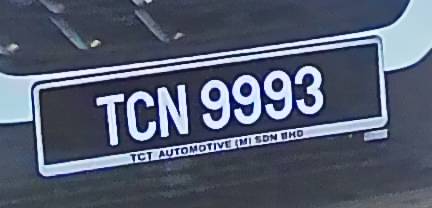 TCN 9993
TCT AUTOMOTIVE (M) SDN BHD